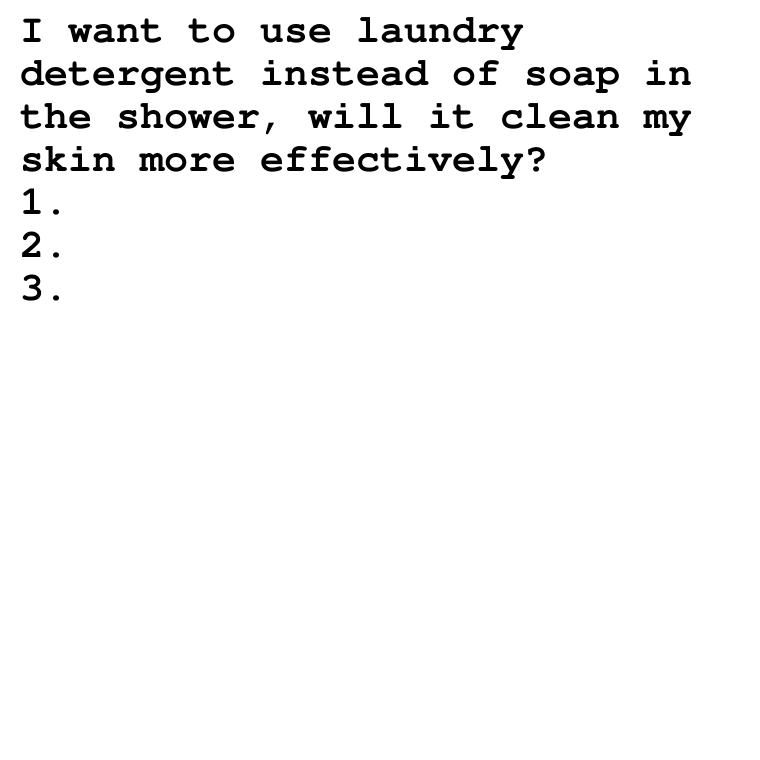 I want to use laundry
detergent instead of soap in
the shower, will it clean my
skin more effectively?
1.
2.
3.